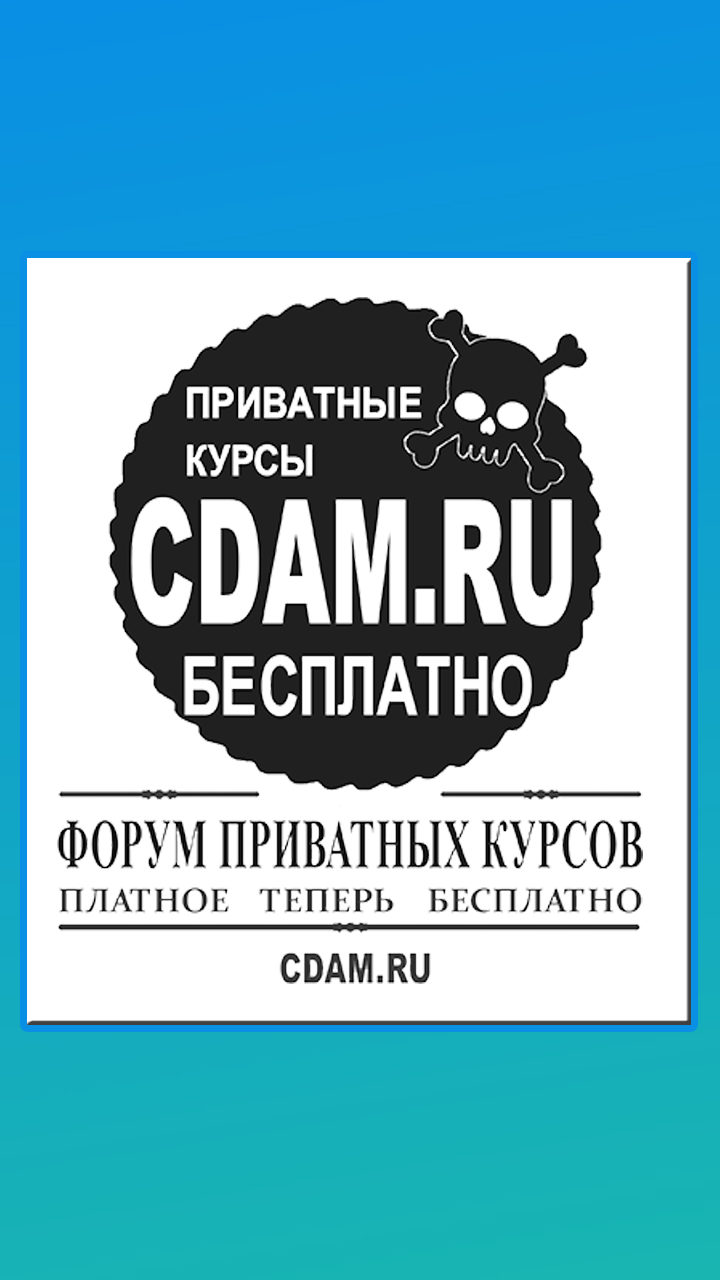 ПРИВАТНЫЕ
КУРСЫ
CDAM.RU
БЕСПЛАТНО
ФОРУМ ПРИВАТНЫХ КУРСОВ
ПЛАТНОЕ ТЕПЕРЬ БЕСПЛАТНО
CDAM.RU